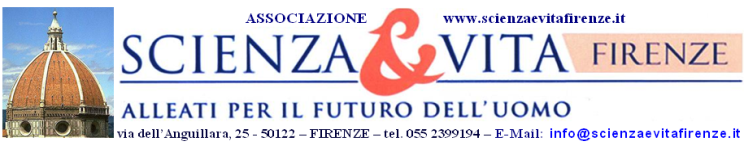 ASSOCIAZIONE www.scienzaevitafirenze.it
SCIENZA & VITA FIRENZE
ALLEATI PER IL FUTURO DELL'UOMO
via dell'Anguillara, 25 - 50122 – FIRENZE – tel. 055 2399194 – E-Mail: info@scienzaevitafirenze.it